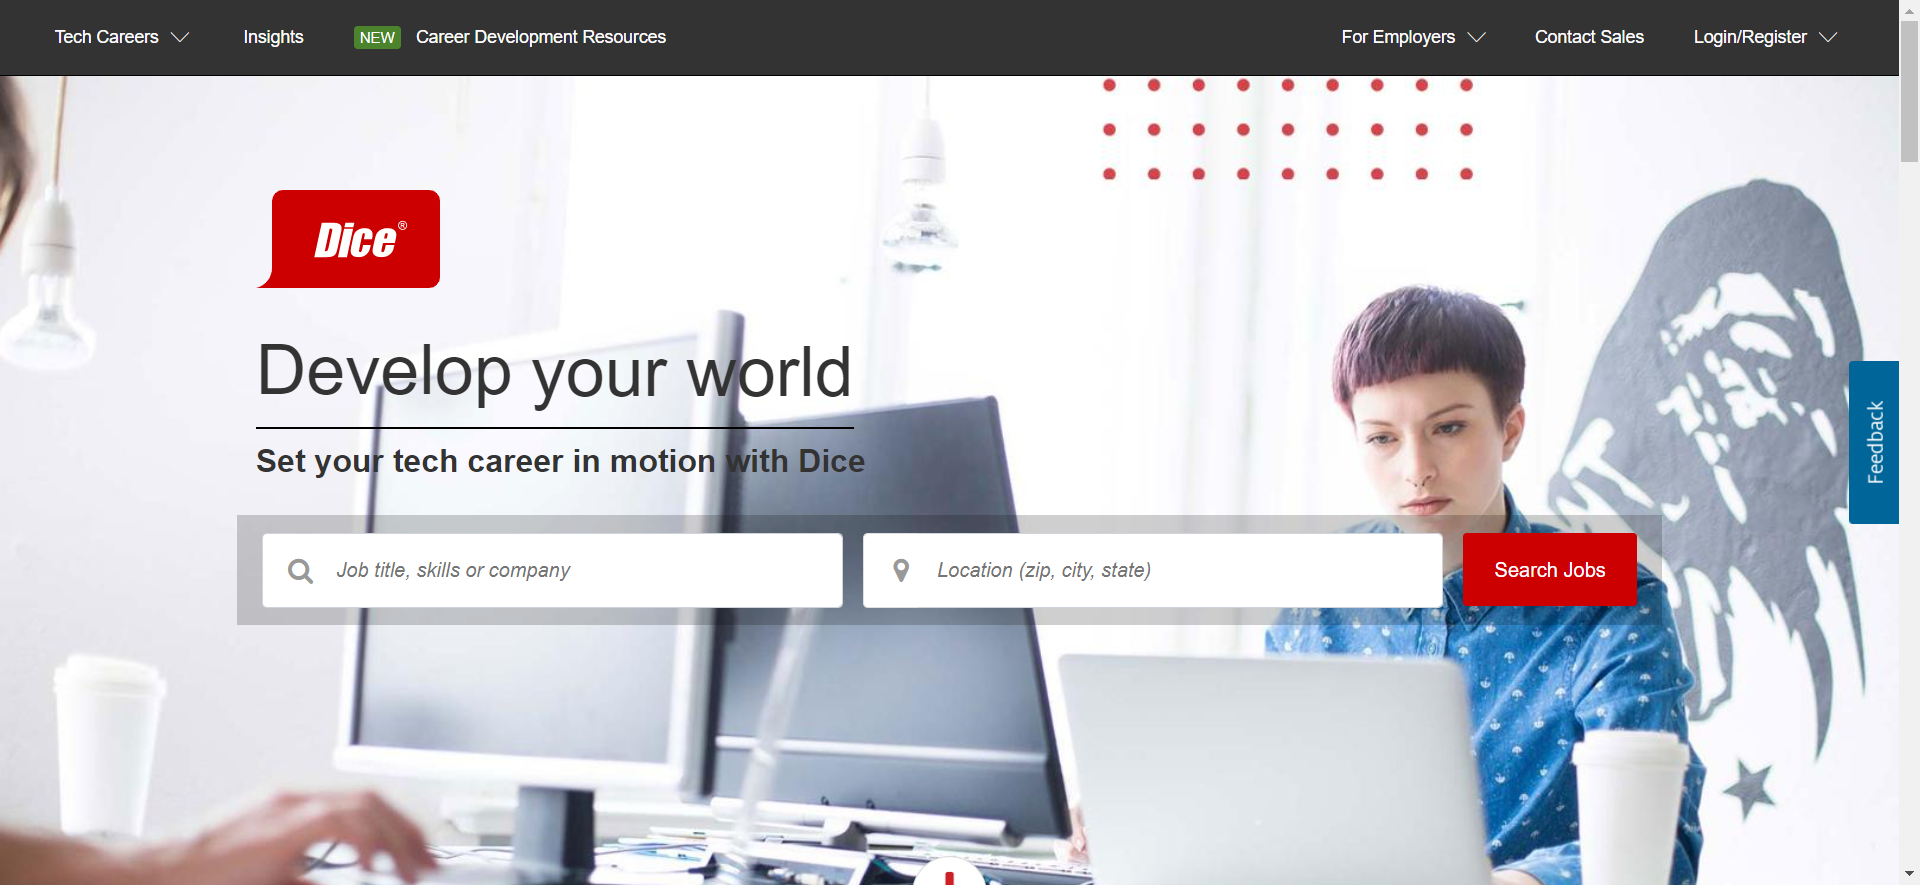 Tech Careers Insights NEW Career Development Resources For Employers Contact Sales Login/Register
Dice®
Develop your world
Set your tech career in motion with Dice
Job title, skills or company Location (zip, city, state) Search Jobs
Feedback